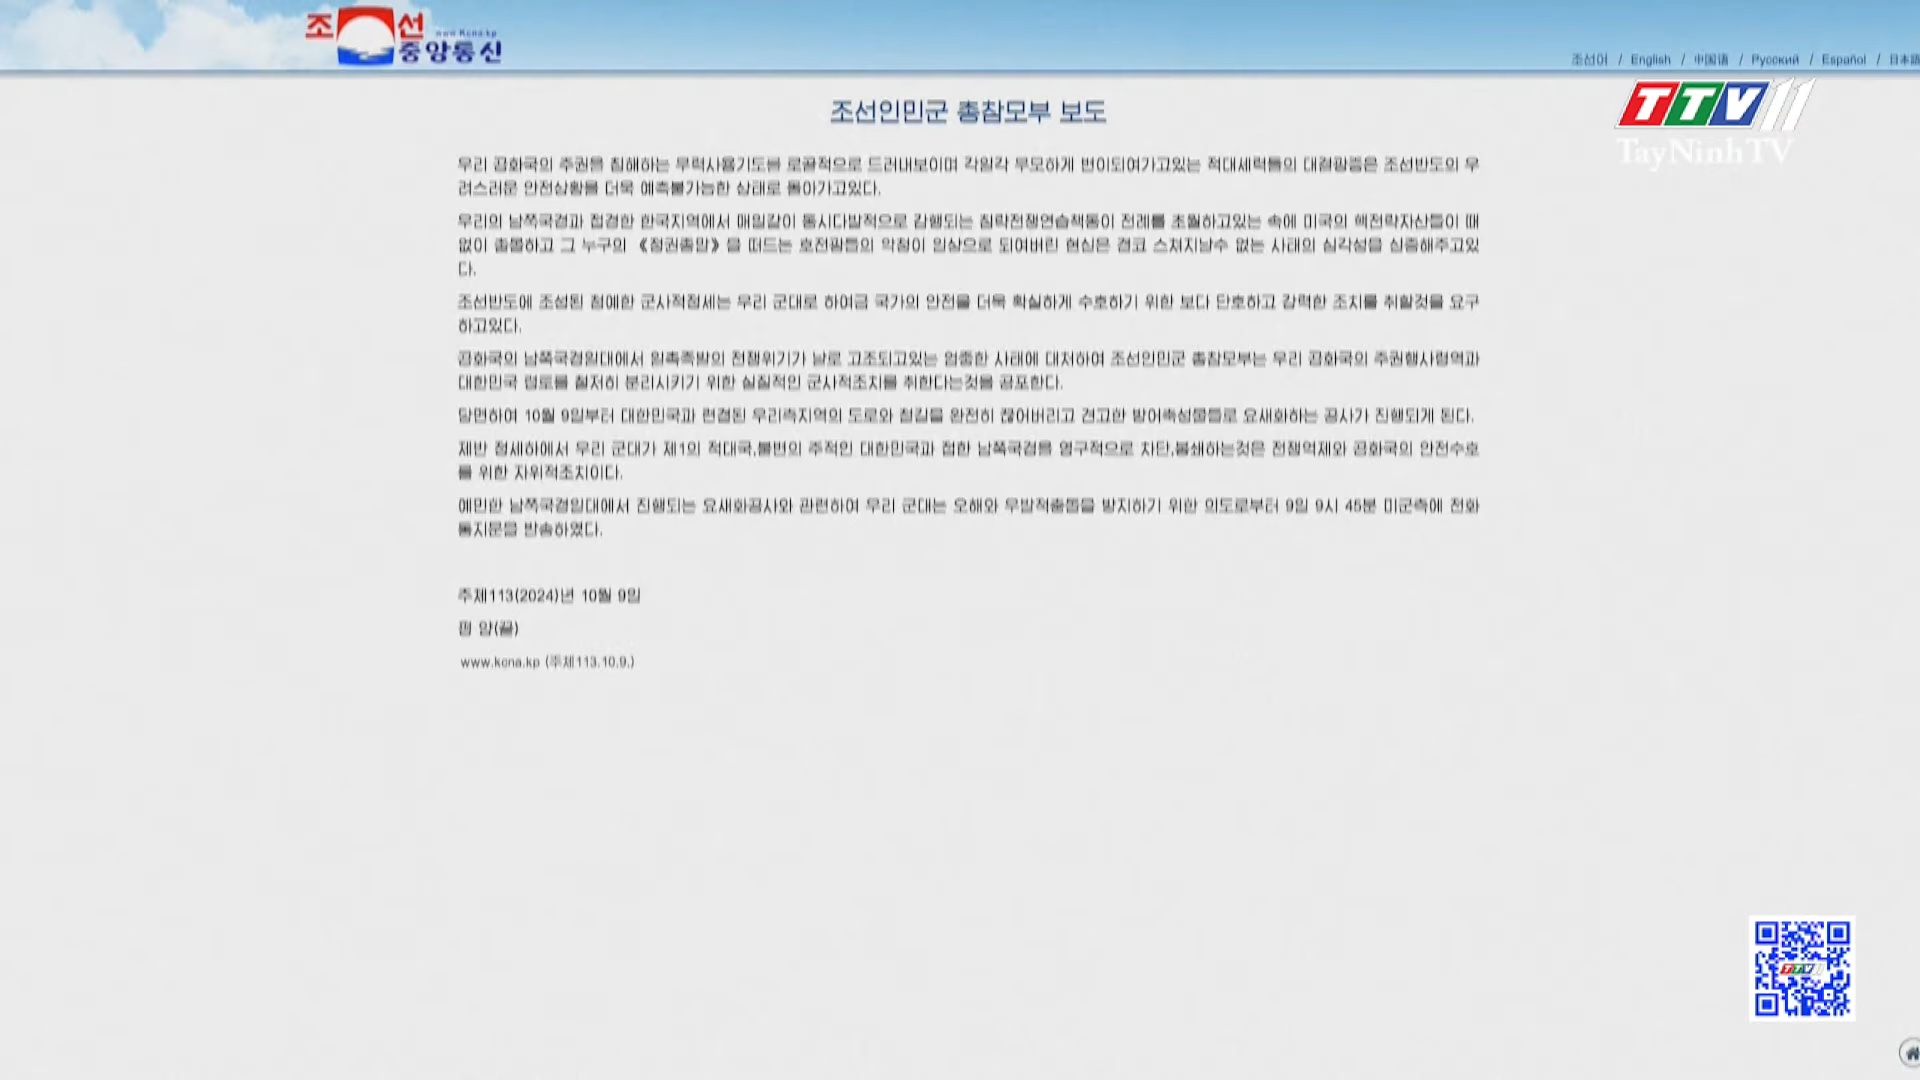 조선
www.kcna.kp
중앙통신
조선어 / English / 中国语 / Русский / Español / 日本語
TTV11
TayNinhTV
조선인민군 총참모부 보도
우리 공화국의 주권을 침해하는 무력사용기도를 로골적으로 드러내보이며 각일각 무모하게 번이되여가고있는 적대세력들의 대결광증은 조선반도의 우
려스러운 안전상황을 더욱 예측불가능한 상태로 몰아가고있다.
우리의 남쪽국경과 접경한 한국지역에서 매일같이 동시다발적으로 감행되는 침략전쟁연습책동이 전례를 초월하고있는 속에 미국의 핵전략자산들이 때
없이 출몰하고 그 누구의 《정권종말》을 떠드는 호전광들의 악청이 일상으로 되여버린 현실은 결코 스쳐지날수 없는 사태의 심각성을 실증해주고있
다.
조선반도에 조성된 첨예한 군사적정세는 우리 군대로 하여금 국가의 안전을 더욱 확실하게 수호하기 위한 보다 단호하고 강력한 조치를 취할것을 요구
하고있다.
공화국의 남쪽국경일대에서 일촉즉발의 전쟁위기가 날로 고조되고있는 엄중한 사태에 대처하여 조선인민군 총참모부는 우리 공화국의 주권행사령역과
대한민국 령토를 철저히 분리시키기 위한 실질적인 군사적조치를 취한다는것을 공포한다.
당면하여 10월 9일부터 대한민국과 련결된 우리측지역의 도로와 철길을 완전히 끊어버리고 견고한 방어축성물들로 요새화하는 공사가 진행되게 된다.
제반 정세하에서 우리 군대가 제1의 적대국,불변의 주적인 대한민국과 접한 남쪽국경을 영구적으로 차단,봉쇄하는것은 전쟁억제와 공화국의 안전수호
를 위한 자위적조치이다.
예민한 남쪽국경일대에서 진행되는 요새화공사와 관련하여 우리 군대는 오해와 우발적충돌을 방지하기 위한 의도로부터 9일 9시 45분 미군측에 전화
통지문을 발송하였다.
주체113(2024)년 10월 9일
평 양(끝)
www.kcna.kp (주체113.10.9.)
TTV11